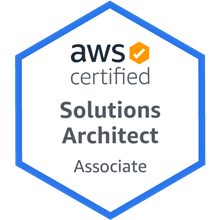 aws
certified
Solutions
Architect
Associate